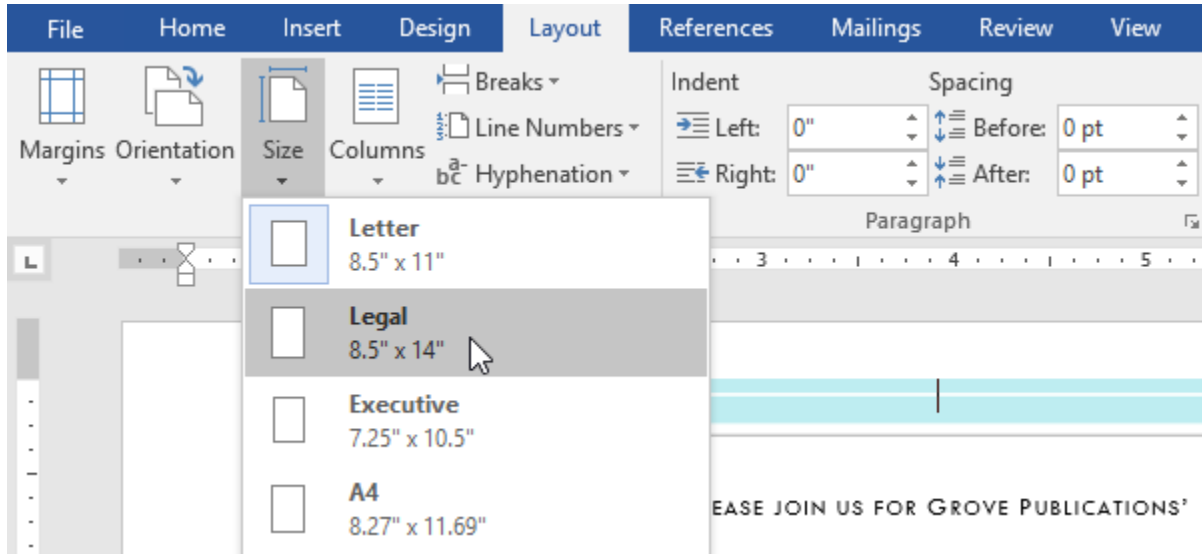 File Home Insert Design Layout References Mailings Review View
Breaks Indent Spacing
Line Numbers Left: 0" Before: 0 pt
Margins Orientation Size Columns
Hyphenation Right: 0" After: 0 pt
Paragraph
Letter
8.5" x 11"
3 4 5
Legal
8.5" x 14"
Executive
7.25" x 10.5"
A4
8.27" x 11.69"
EASE JOIN US FOR GROVE PUBLICATIONS'